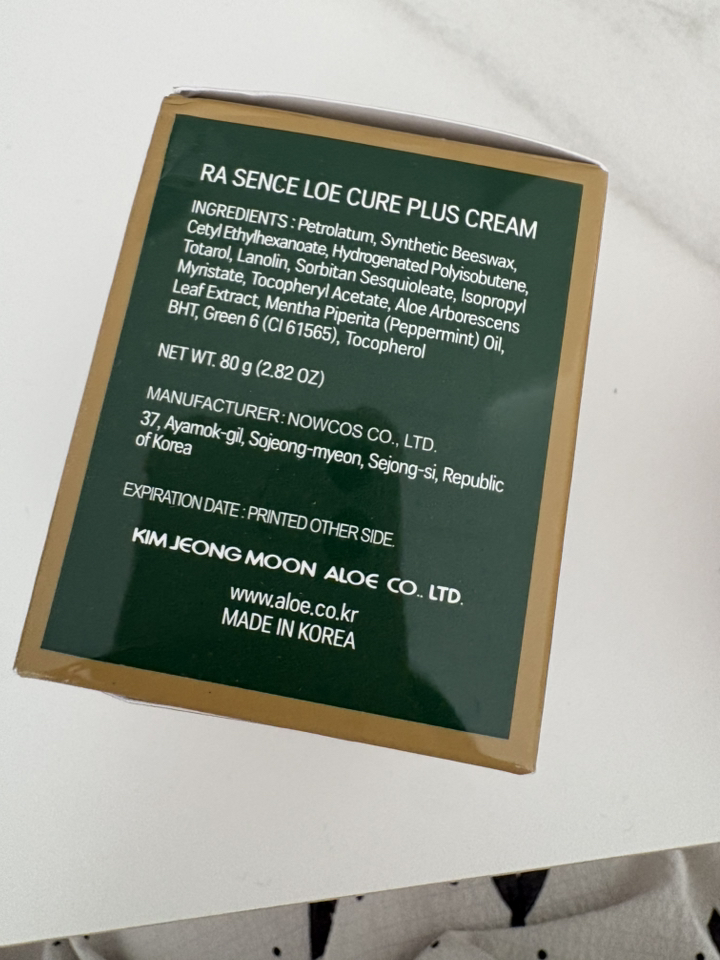 RA SENCE LOE CURE PLUS CREAM
INGREDIENTS : Petrolatum, Synthetic Beeswax,
Cetyl Ethylhexanoate, Hydrogenated Polyisobutene,
Totarol, Lanolin, Sorbitan Sesquioleate, Isopropyl
Myristate, Tocopheryl Acetate, Aloe Arborescens
Leaf Extract, Mentha Piperita (Peppermint) Oil,
BHT, Green 6 (CI 61565), Tocopherol
NET WT. 80 g (2.82 OZ)
MANUFACTURER : NOWCOS CO., LTD.
37, Ayamok-gil, Sojeong-myeon, Sejong-si, Republic
of Korea
EXPIRATION DATE : PRINTED OTHER SIDE.
KIM JEONG MOON ALOE CO., LTD.
www.aloe.co.kr
MADE IN KOREA